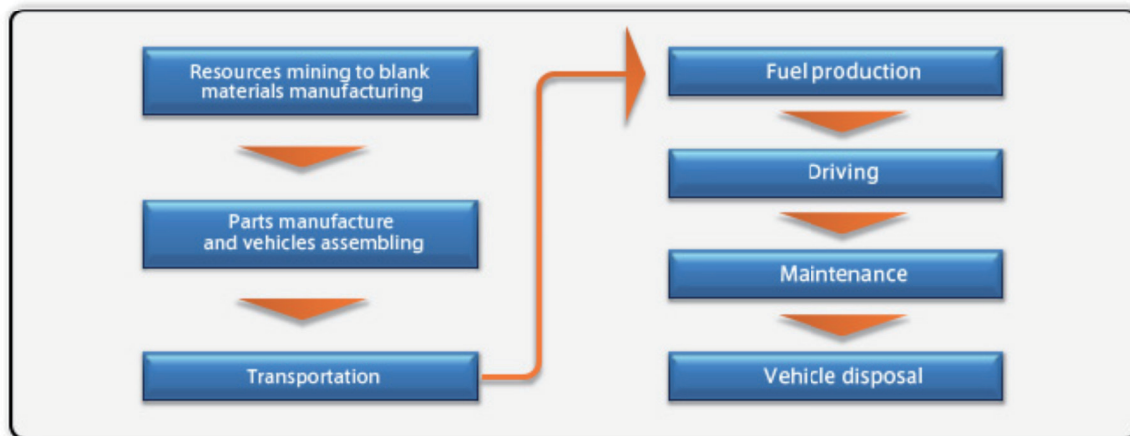 Resources mining to blank
materials manufacturing
Parts manufacture
and vehicles assembling
Transportation
Fuel production
Driving
Maintenance
Vehicle disposal